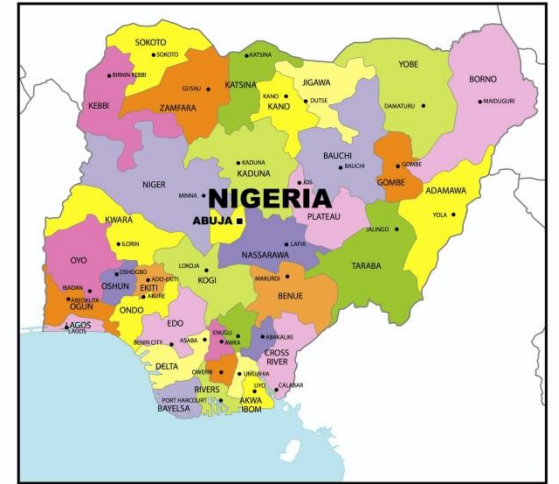 SOKOTO
SOKOTO
KATSINA
BIRNIN KEBBI
KEBBI
GUSAU
ZAMFARA
KATSINA
KANO
KANO
JIGAWA
DUTSE
YOBE
DAMATURU
BORNO
MAIDUGURI
KADUNA
KADUNA
BAUCHI
BAUCHI
GOMBE
GOMBE
ADAMAWA
YOLA
NIGER
MINNA
JOS
NIGERIA
ABUJA
PLATEAU
JALINGO
TARABA
KWARA
ILORIN
LAFIA
NASSARAWA
OYO
OSHOGBO
OSHUN
ADO-EKITI
EKITI
AKURE
LOKOJA
KOGI
MAKURDI
BENUE
IBADAN
ABEOKUTA
OGUN
ONDO
LAGOS
LAGOS
EDO
BENIN CITY
ASABA
ENUGU
AWKA
ABAKALIKI
CROSS
RIVER
DELTA
OWERRI
UMUAHIA
UYO
CALABAR
RIVERS
PORT HARCOURT
BAYELSA
AKWA
IBOM